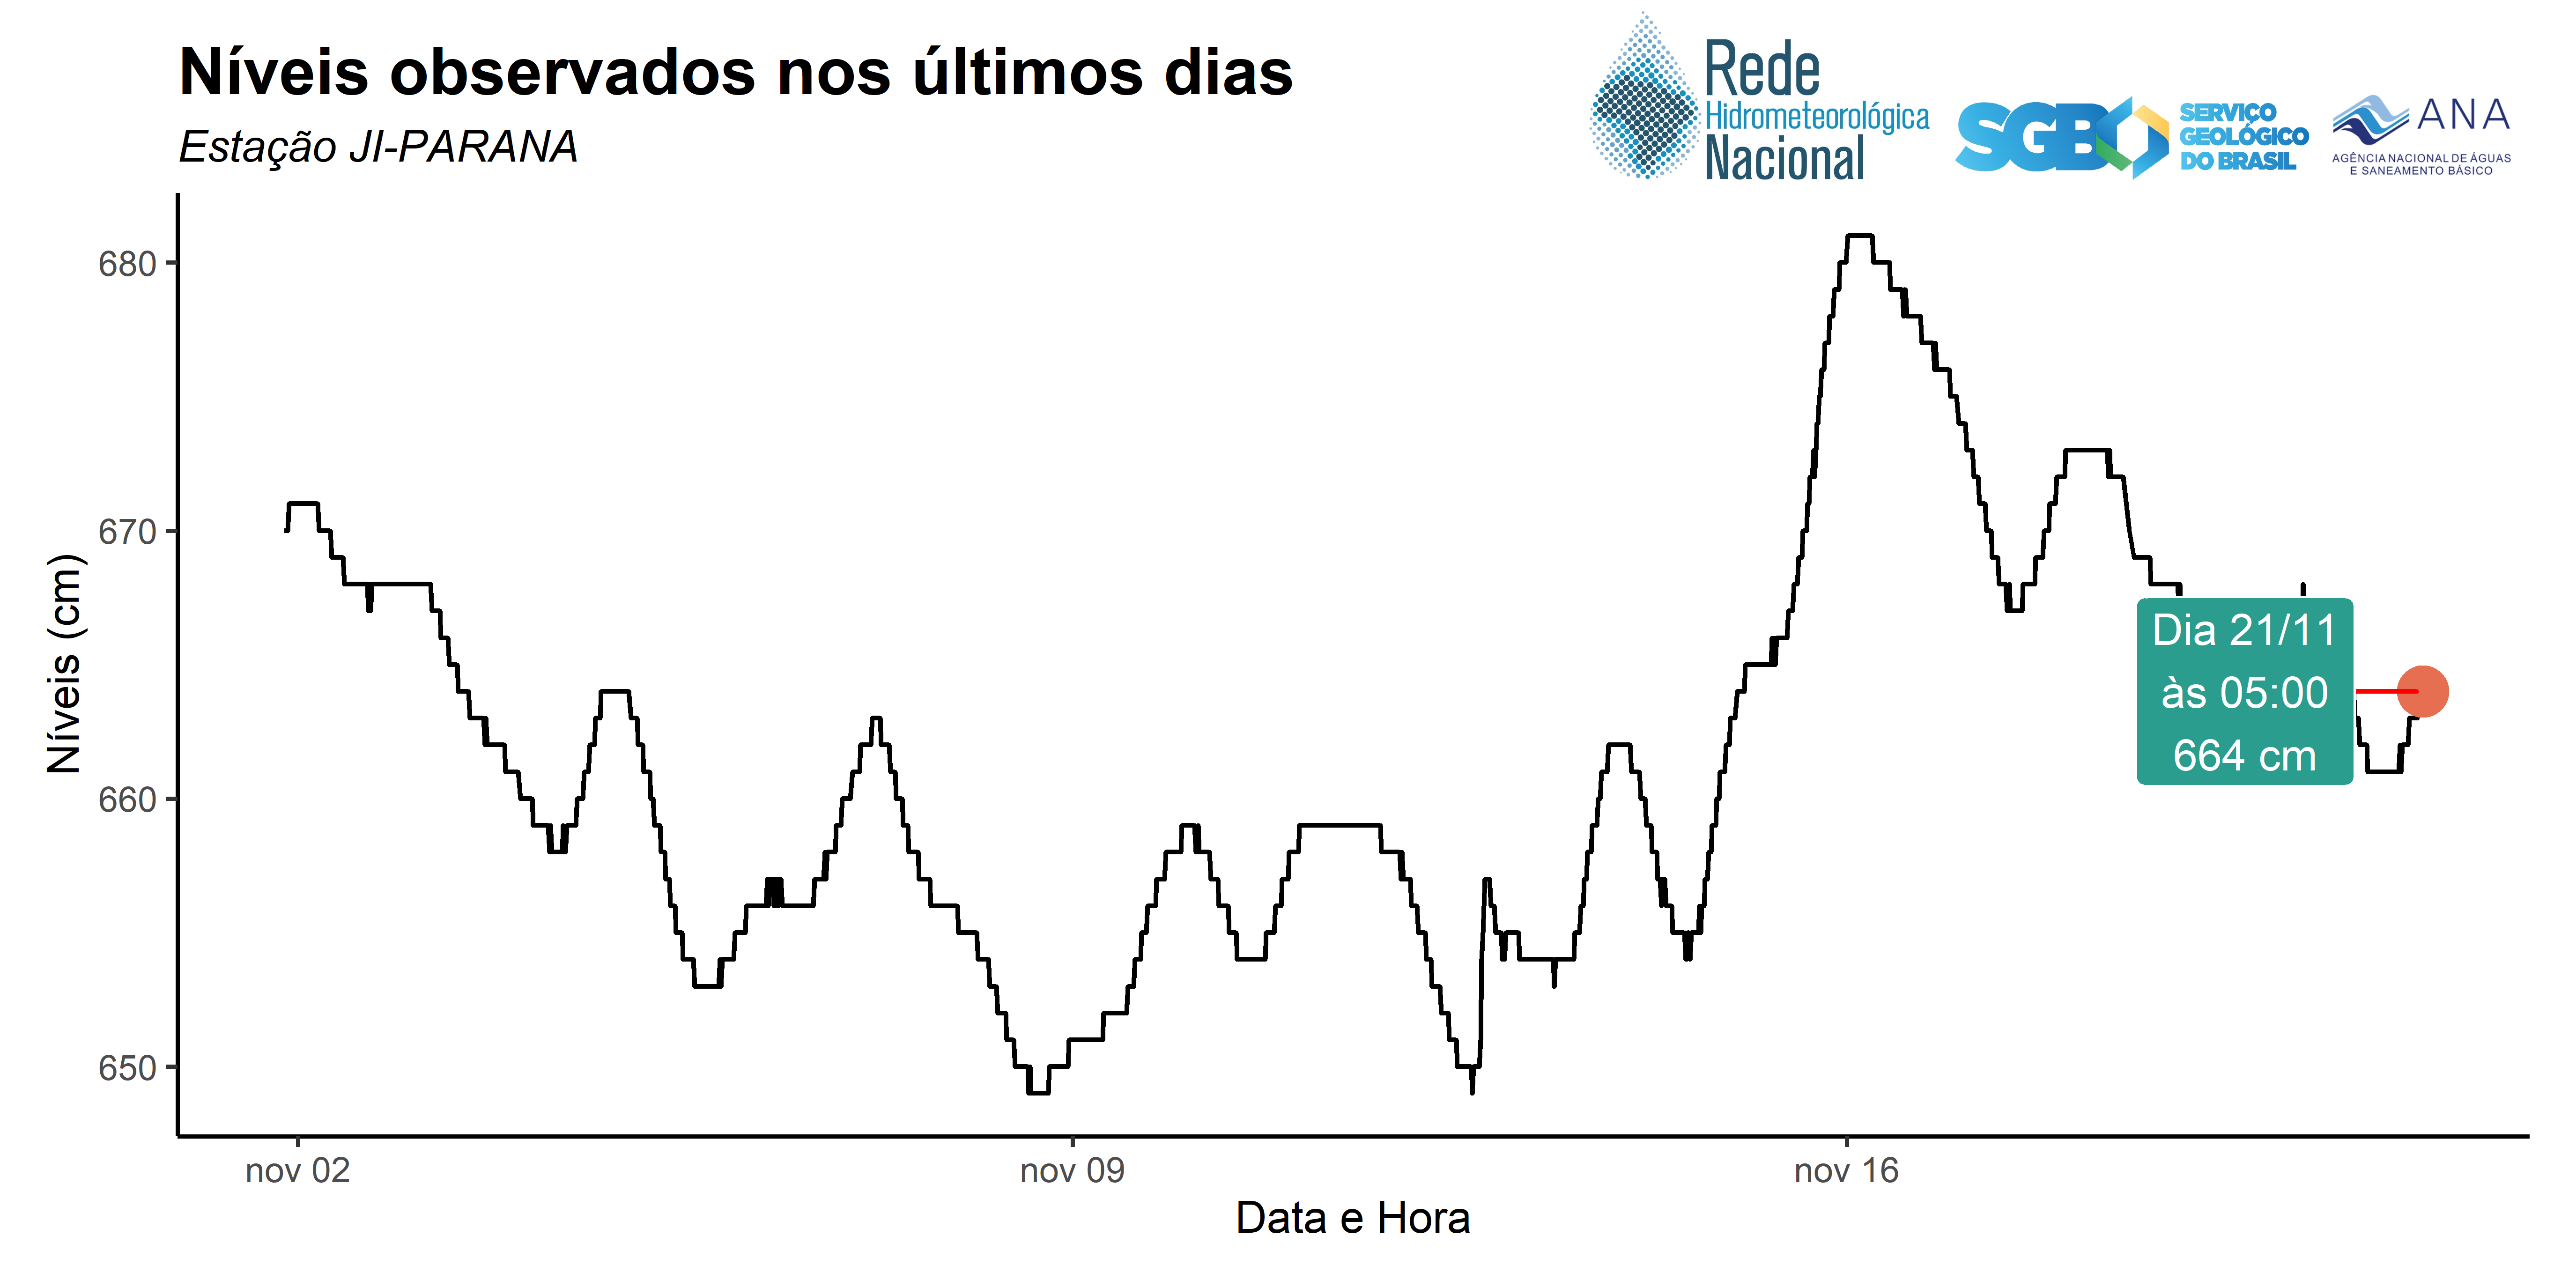 Níveis observados nos últimos dias
Estação JI-PARANA
Rede
Hidrometeorológica
Nacional
SGB
SERVIÇO
GEOLÓGICO
DO BRASIL
ANA
AGÊNCIA NACIONAL DE ÁGUAS
E SANEAMENTO BÁSICO
Níveis (cm)
680
670
660
650
Dia 21/11
às 05:00
664 cm
nov 02
nov 09
nov 16
Data e Hora